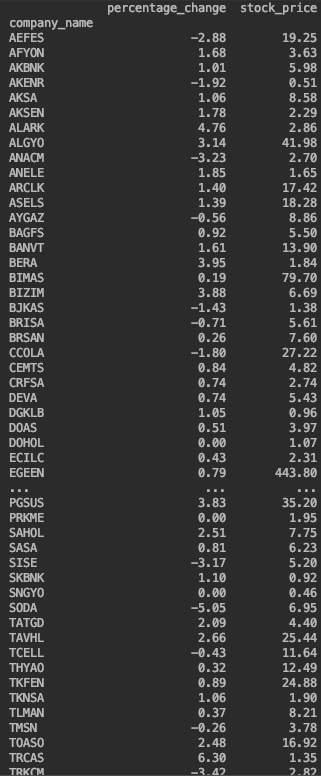 percentage_change stock_price
company_name
AEFES -2.88 19.25
AFYON 1.68 3.63
AKBNK 1.01 5.98
AKENR -1.92 0.51
AKSA 1.06 8.58
AKSEN 1.78 2.29
ALARK 4.76 2.86
ALGYO 3.14 41.98
ANACM -3.23 2.70
ANELE 1.85 1.65
ARCLK 1.40 17.42
ASELS 1.39 18.28
AYGAZ -0.56 8.86
BAGFS 0.92 5.50
BANVT 1.61 13.90
BERA 3.95 1.84
BIMAS 0.19 79.70
BIZIM 3.88 6.69
BJKAS -1.43 1.38
BRISA -0.71 5.61
BRSAN 0.26 7.60
CCOLA -1.80 27.22
CEMTS 0.84 4.82
CRFSA 0.74 2.74
DEVA 0.74 5.43
DGKLB 1.05 0.96
DOAS 0.51 3.97
DOHOL 0.00 1.07
ECILC 0.43 2.31
EGEEN 0.79 443.80
... ... ...
PGSUS 3.83 35.20
PRKME 0.00 1.95
SAHOL 2.51 7.75
SASA 0.81 6.23
SISE -3.17 5.20
SKBNK 1.10 0.92
SNGYO 0.00 0.46
SODA -5.05 6.95
TATGD 2.09 4.40
TAVHL 2.66 25.44
TCELL -0.43 11.64
THYAO 0.32 12.49
TKFEN 0.89 24.88
TKNSA 1.06 1.90
TLMAN 0.37 8.21
TMSN -0.26 3.78
TOASO 2.48 16.92
TRCAS 6.30 1.35
TRKCM -3.42 2.82